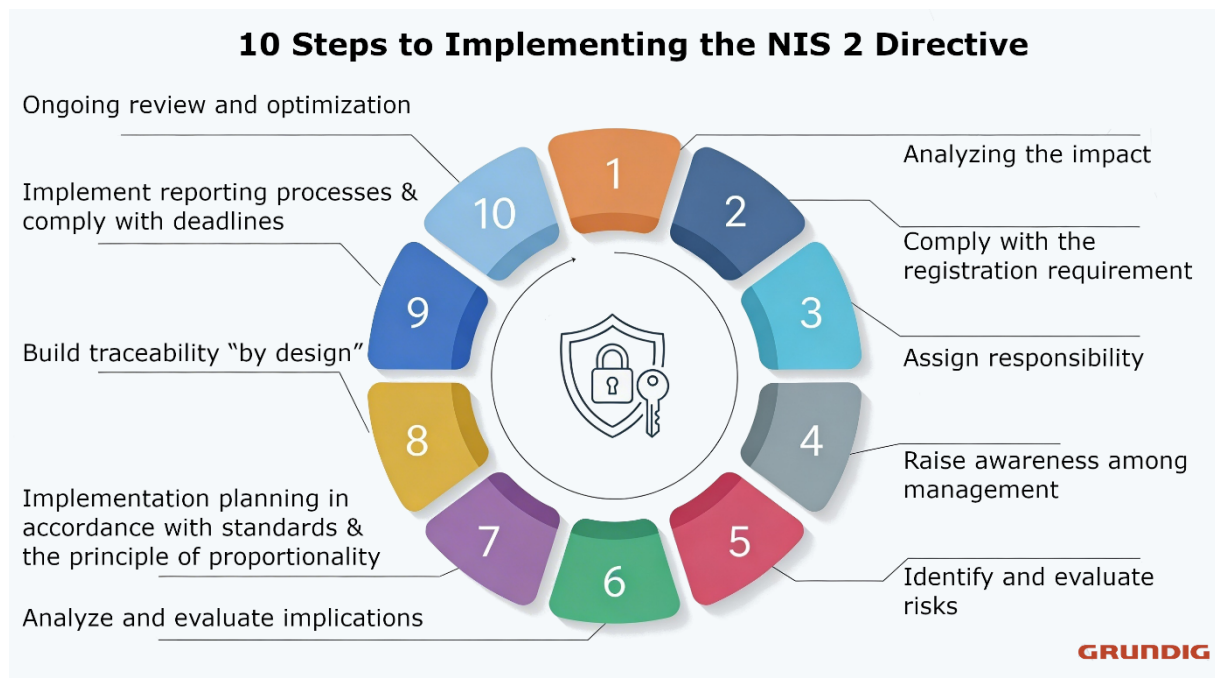 10 Steps to Implementing the NIS 2 Directive
1
Analyzing the impact
2
Comply with the
registration requirement
3
Assign responsibility
4
Raise awareness among
management
5
Identify and evaluate
risks
6
Analyze and evaluate implications
7
Implementation planning in
accordance with standards &
the principle of proportionality
8
Build traceability “by design”
9
Implement reporting processes &
comply with deadlines
10
Ongoing review and optimization
GRUNDIG